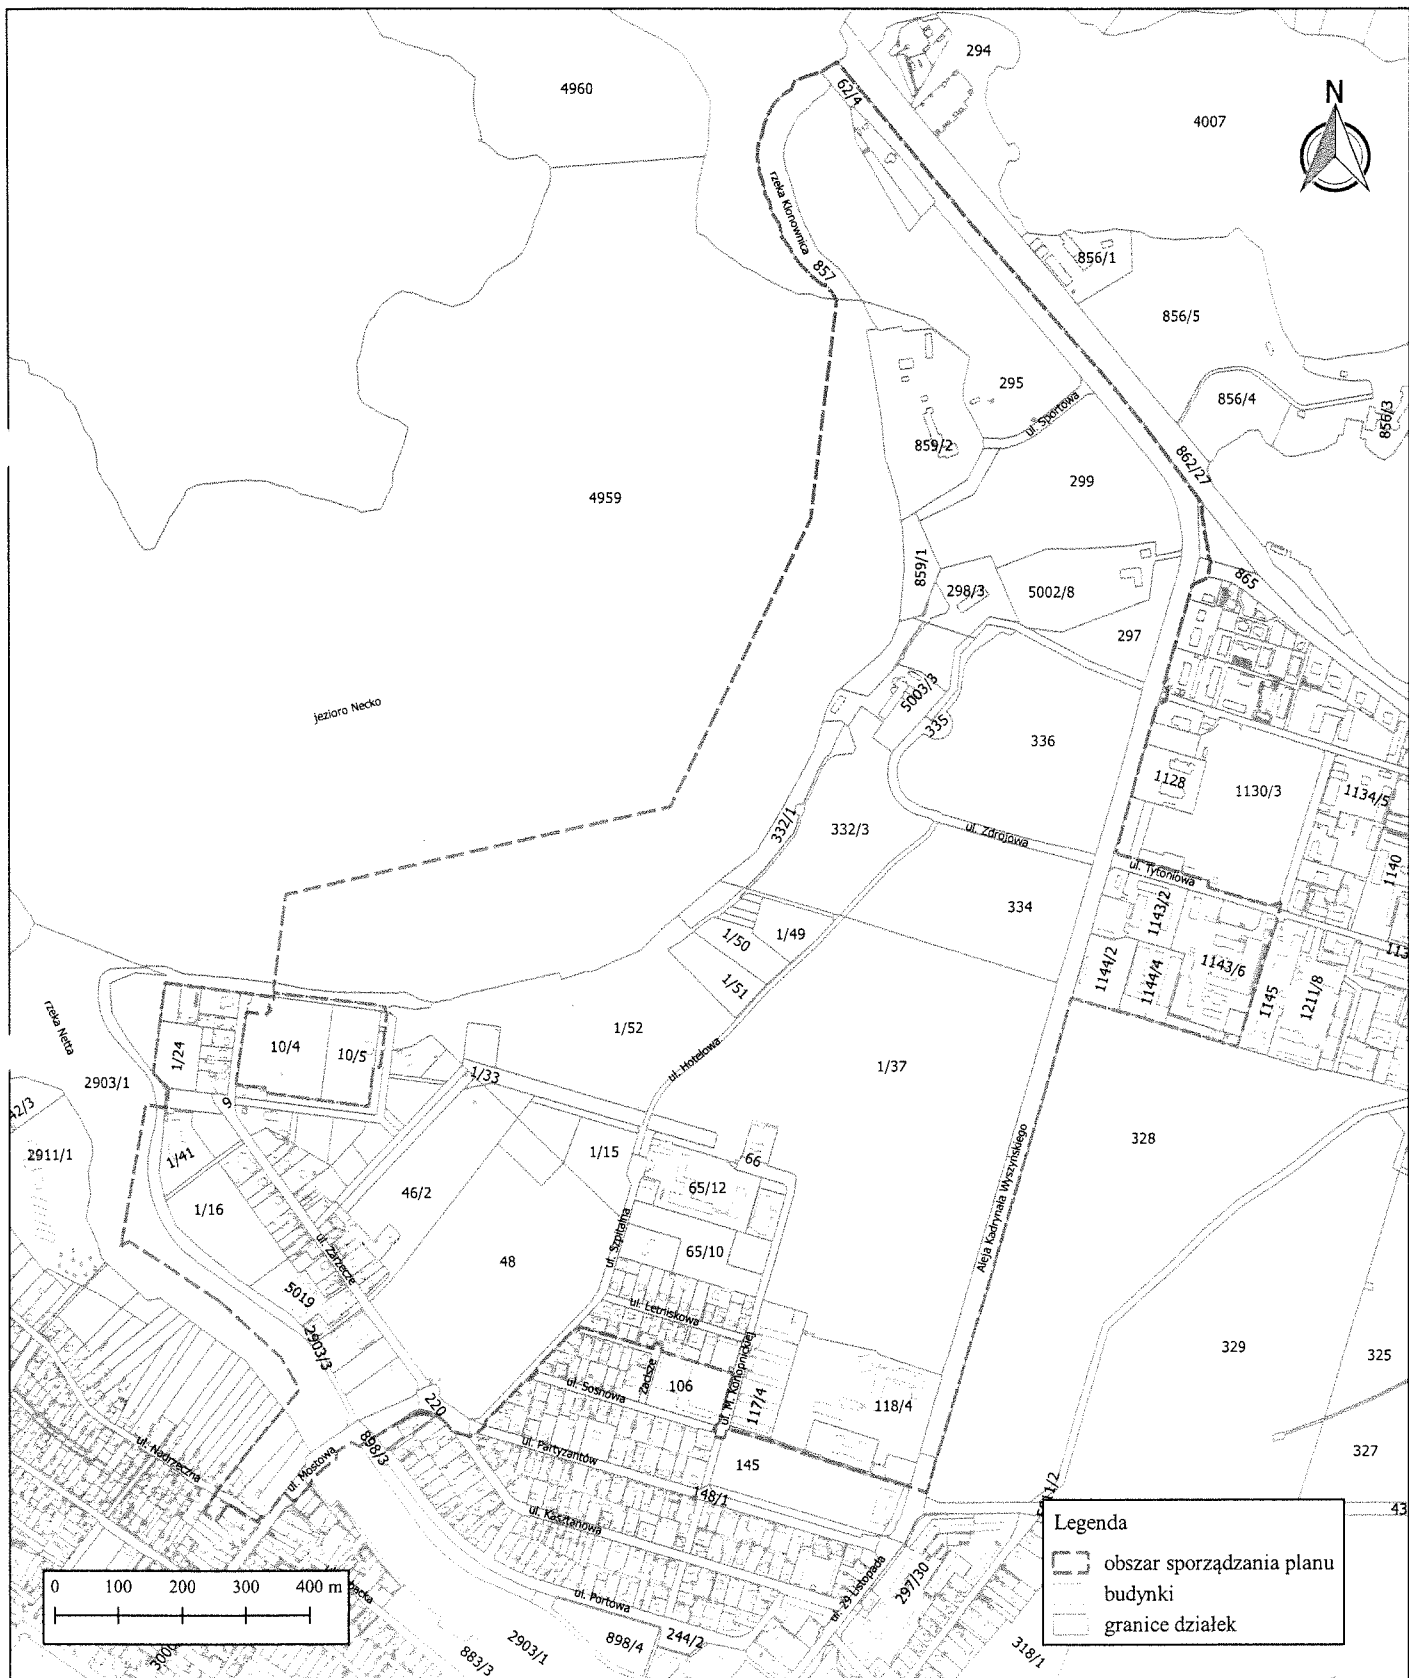 294
4960
62/4
N
4007
rzeka Klonownica
857
856/1
856/5
295
856/4
856/3
ul. Sportowa
859/2
862/27
299
4959
859/1
298/3
5002/8
865
297
5003/3
335
jezioro Necko
336
1128
1130/3
1134/5
332/1
332/3
ul. Zdrojowa
ul. Tytoniowa
1140
334
1143/2
1/49
1/50
1/51
1144/2
1144/4
1143/6
1145
1211/8
113
rzeka Netta
1/52
10/4
10/5
1/24
ul. Hotelowa
1/37
1/33
2903/1
42/3
9
328
2911/1
1/41
1/15
66
65/12
46/2
1/16
ul. Szpitalna
Aleja Kardynała Wyszyńskiego
ul. Zarzecze
48
65/10
5019
ul. Letniskowa
2903/3
329
325
ul. M. Konopnickiej
Zacisze
106
ul. Sosnowa
117/4
118/4
220
898/3
ul. Nadrzeczna
ul. Mostowa
ul. Partyzantów
145
327
148/1
ul. Kasztanowa
43
Legenda
obszar sporządzania planu
budynki
granice działek
0 100 200 300 400 m
ul. Portowa
ul. 29 Listopada
297/30
244/2
898/4
2903/1
883/3
318/1